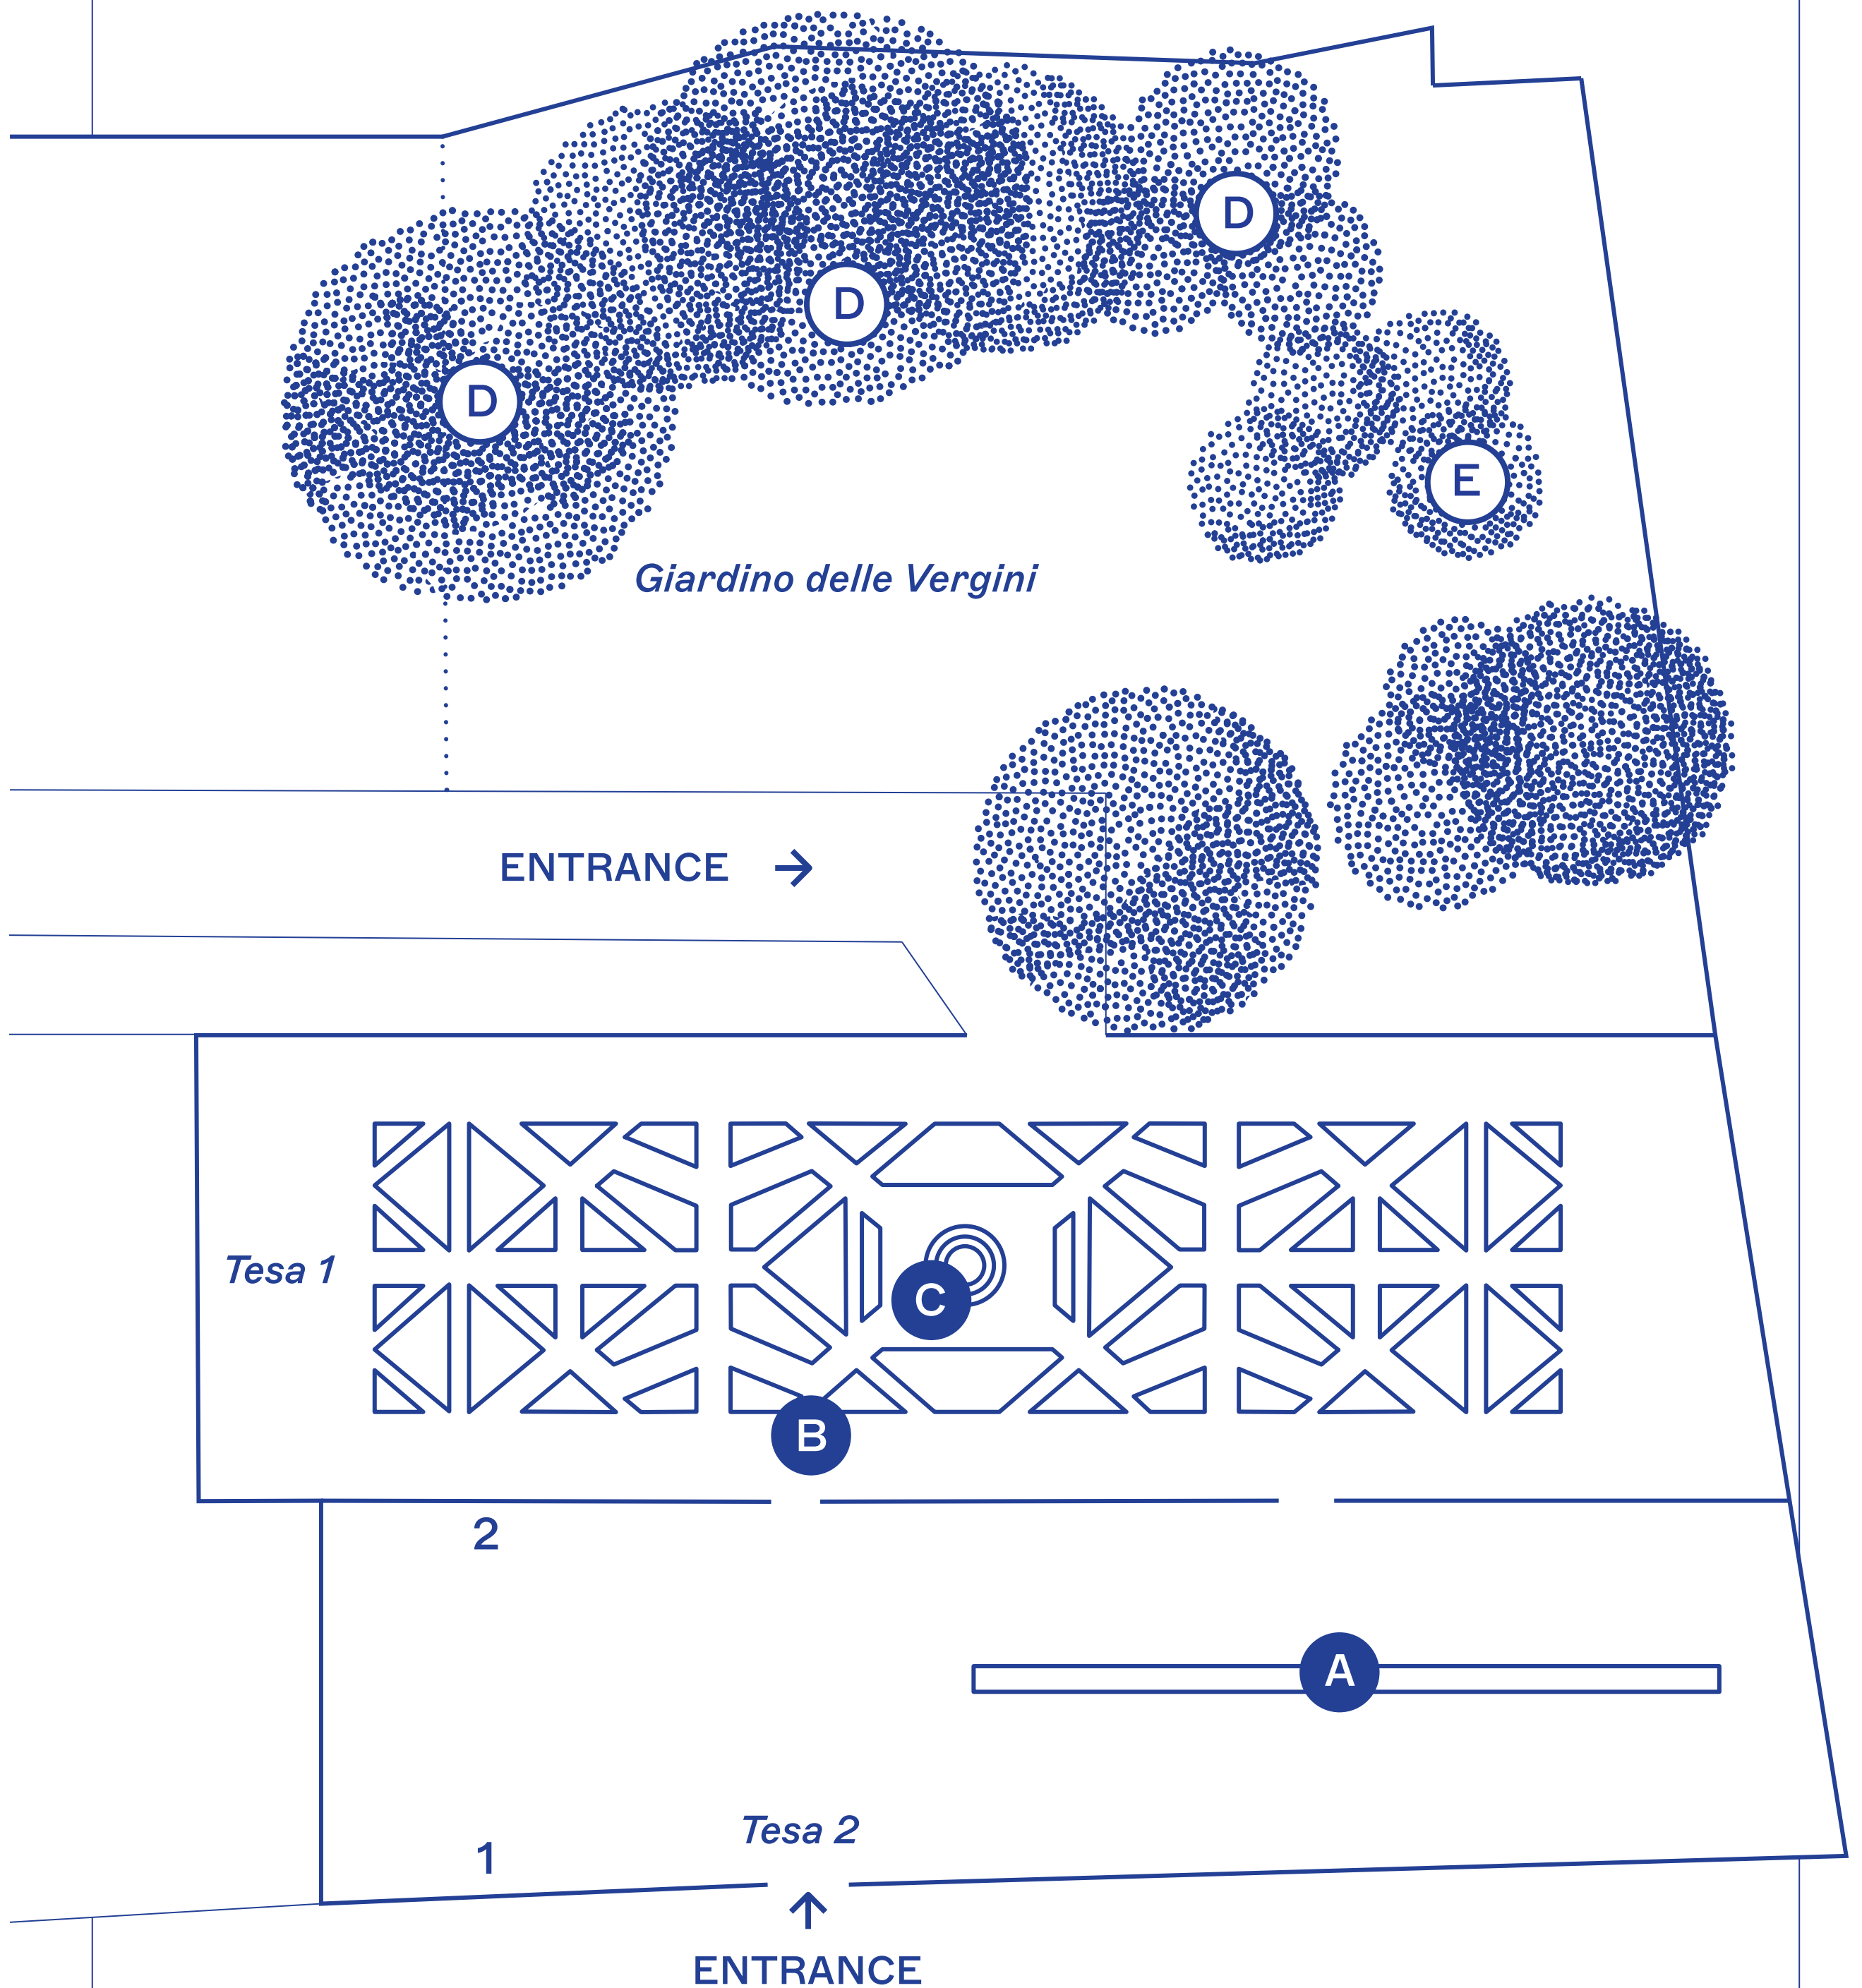 D
D
D
E
Giardino delle Vergini
ENTRANCE →
Tesa 1
C
B
2
A
Tesa 2
1
↑
ENTRANCE